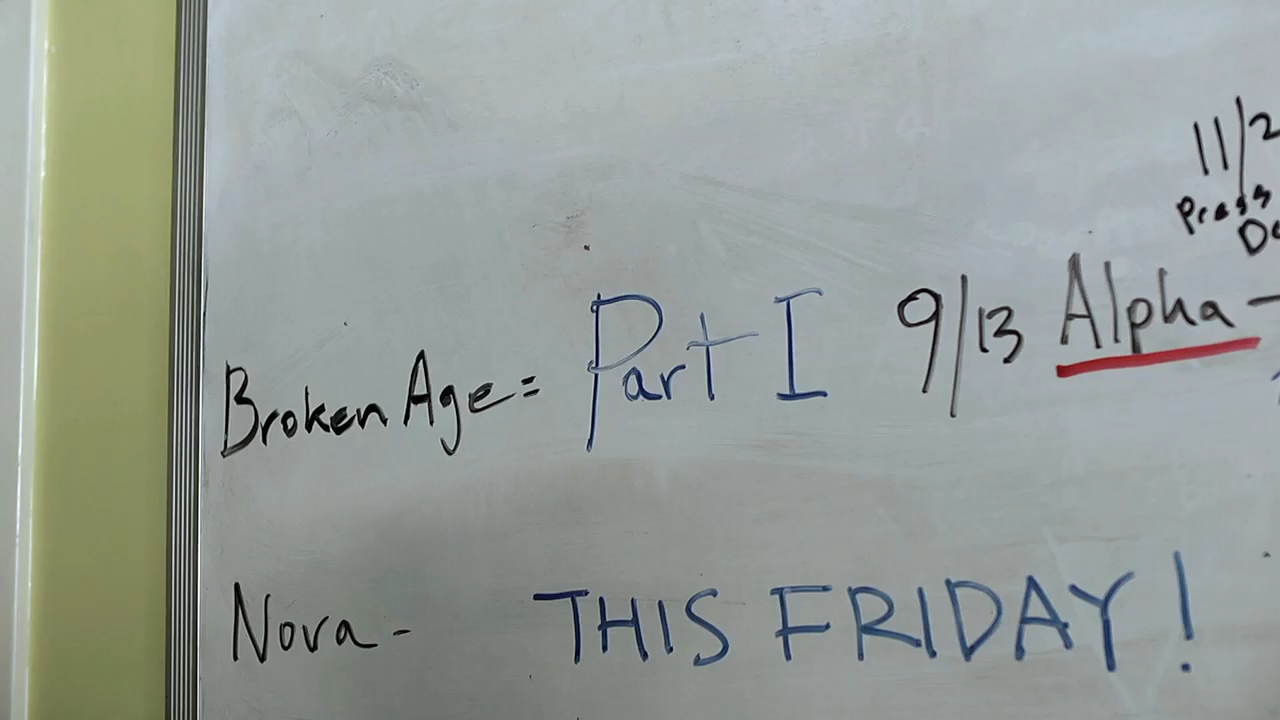 11/2
Press
Broken Age = Part I 9/13 Alpha -
Nova - THIS FRIDAY!